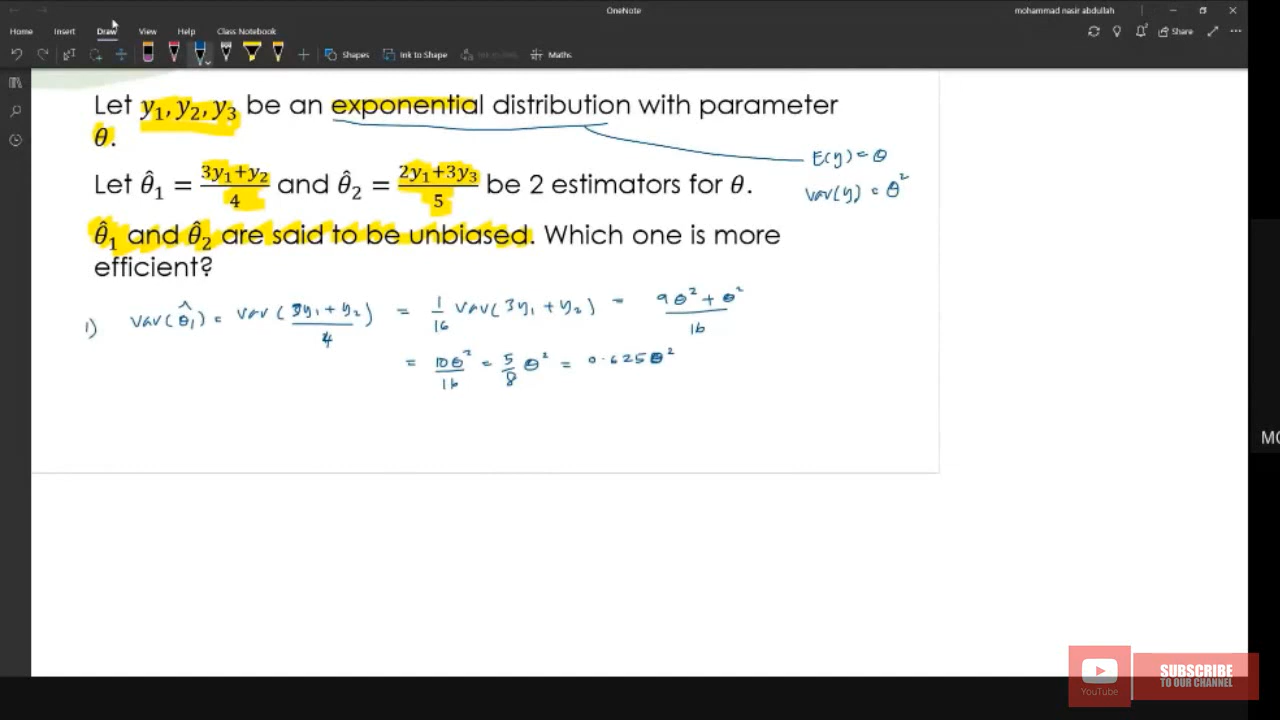 OneNote
mohammad nasir abdullah
Home Insert Draw View Help Class Notebook
Share
Shapes Ink to Shape Maths
Let y₁, y₂, y₃ be an exponential distribution with parameter
θ.
E(y) = θ
Let θ̂₁ = (3y₁+y₂)/4 and θ̂₂ = (2y₁+3y₃)/5 be 2 estimators for θ.
var(y) = θ²
θ̂₁ and θ̂₂ are said to be unbiased. Which one is more
efficient?
1) var(θ̂₁) = var((3y₁ + y₂)/4) = 1/16 var(3y₁ + y₂) = (9θ² + θ²)/16
= 10θ²/16 = 5/8 θ² = 0.625θ²
MO
YouTube
SUBSCRIBE
TO OUR CHANNEL